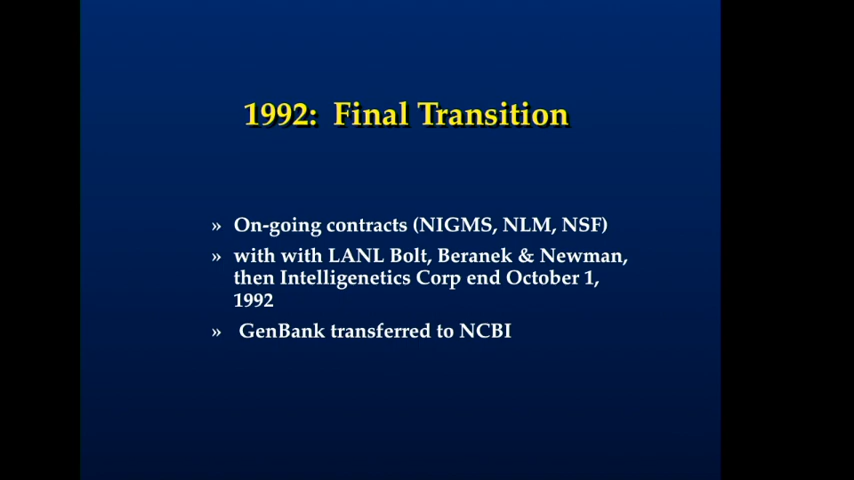 1992: Final Transition
» On-going contracts (NIGMS, NLM, NSF)
» with with LANL Bolt, Beranek & Newman,
then Intelligenetics Corp end October 1,
1992
» GenBank transferred to NCBI